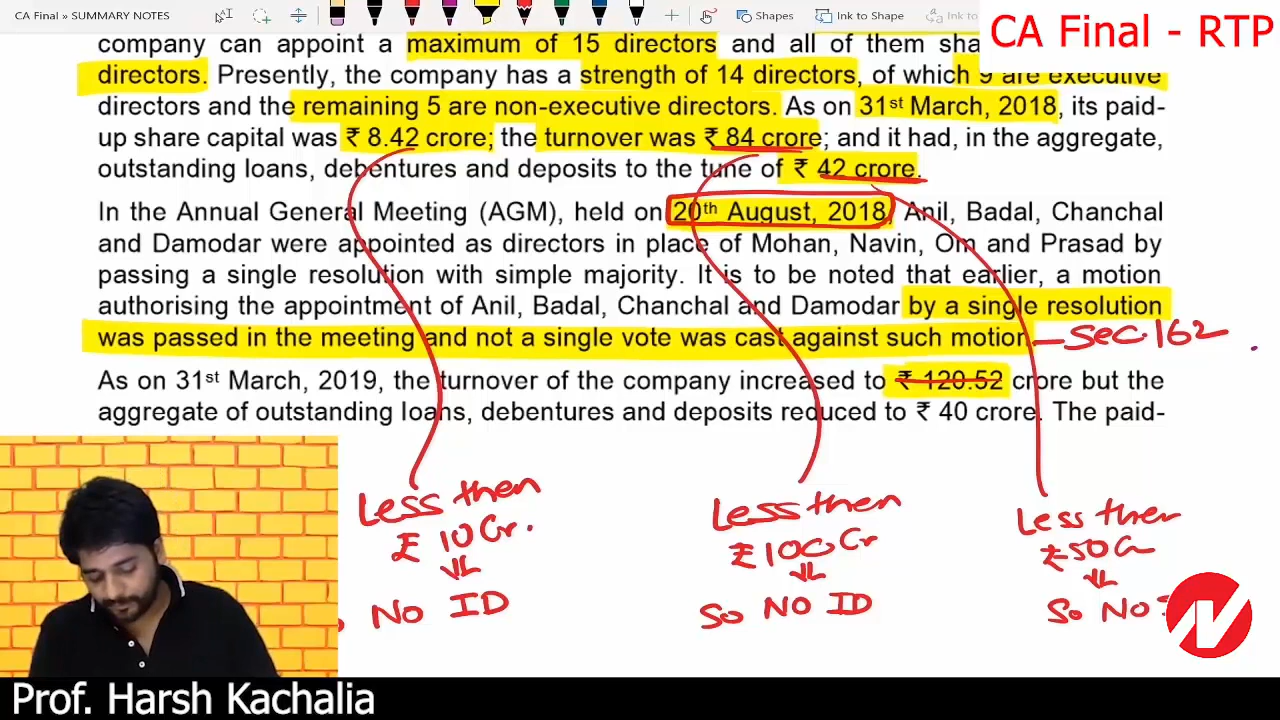 CA Final » SUMMARY NOTES
Shapes
Ink to Shape
Ink to
CA Final - RTP
company can appoint a maximum of 15 directors and all of them sha
directors. Presently, the company has a strength of 14 directors, of which 9 are executive
directors and the remaining 5 are non-executive directors. As on 31st March, 2018, its paid-
up share capital was ₹ 8.42 crore; the turnover was ₹ 84 crore; and it had, in the aggregate,
outstanding loans, debentures and deposits to the tune of ₹ 42 crore.
In the Annual General Meeting (AGM), held on 20th August, 2018, Anil, Badal, Chanchal
and Damodar were appointed as directors in place of Mohan, Navin, Om and Prasad by
passing a single resolution with simple majority. It is to be noted that earlier, a motion
authorising the appointment of Anil, Badal, Chanchal and Damodar by a single resolution
was passed in the meeting and not a single vote was cast against such motion. - Sec.162
As on 31st March, 2019, the turnover of the company increased to ₹ 120.52 crore but the
aggregate of outstanding loans, debentures and deposits reduced to ₹ 40 crore. The paid-
Less then
₹ 10 Cr.
NO ID
Less then
₹100 Cr
So NO ID
Less then
₹50 Cr
So NO
Prof. Harsh Kachalia